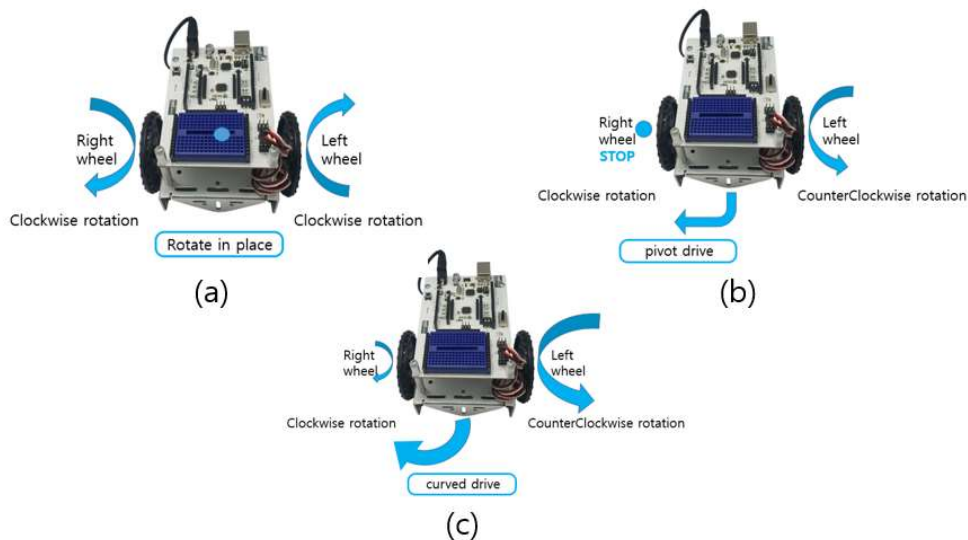 Right
wheel
Left
wheel
Clockwise rotation
Clockwise rotation
Rotate in place
(a)
Right
wheel
STOP
Left
wheel
Clockwise rotation
CounterClockwise rotation
pivot drive
(b)
Right
wheel
Left
wheel
Clockwise rotation
CounterClockwise rotation
curved drive
(c)